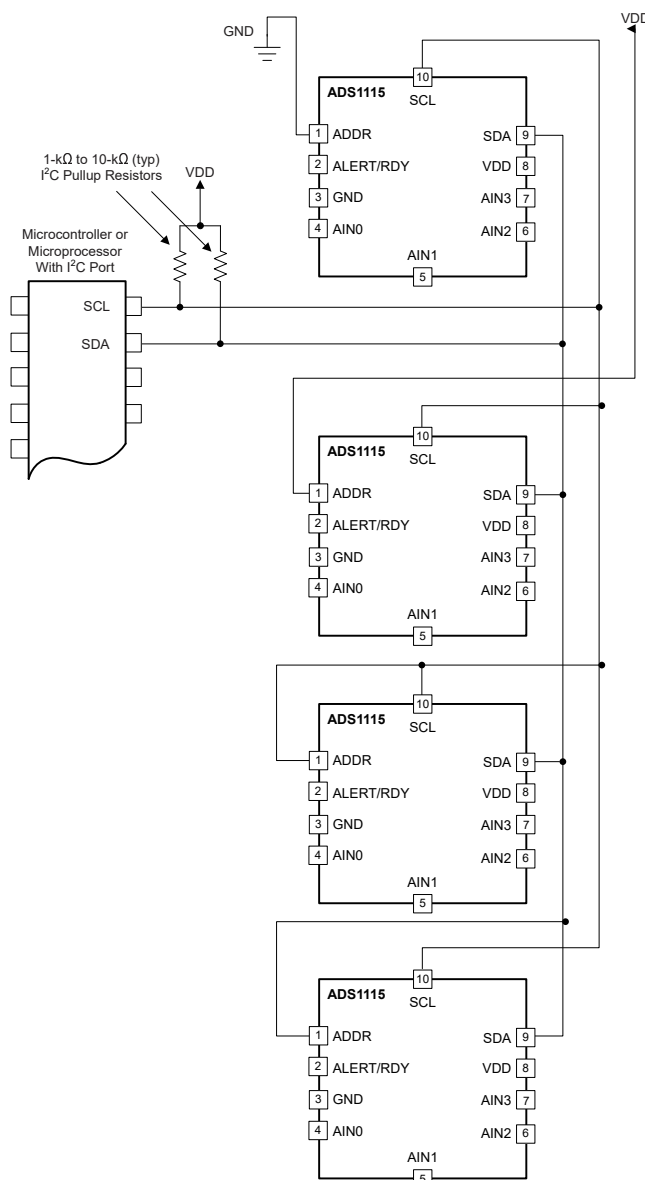 GND
VDD
10
ADS1115
SCL
1 ADDR
SDA 9
2 ALERT/RDY
VDD 8
3 GND
AIN3 7
4 AIN0
AIN2 6
AIN1
5
1-kΩ to 10-kΩ (typ)
I²C Pullup Resistors
VDD
Microcontroller or
Microprocessor
With I²C Port
SCL
SDA
10
ADS1115
SCL
1 ADDR
SDA 9
2 ALERT/RDY
VDD 8
3 GND
AIN3 7
4 AIN0
AIN2 6
AIN1
5
10
ADS1115
SCL
1 ADDR
SDA 9
2 ALERT/RDY
VDD 8
3 GND
AIN3 7
4 AIN0
AIN2 6
AIN1
5
10
ADS1115
SCL
1 ADDR
SDA 9
2 ALERT/RDY
VDD 8
3 GND
AIN3 7
4 AIN0
AIN2 6
AIN1
5